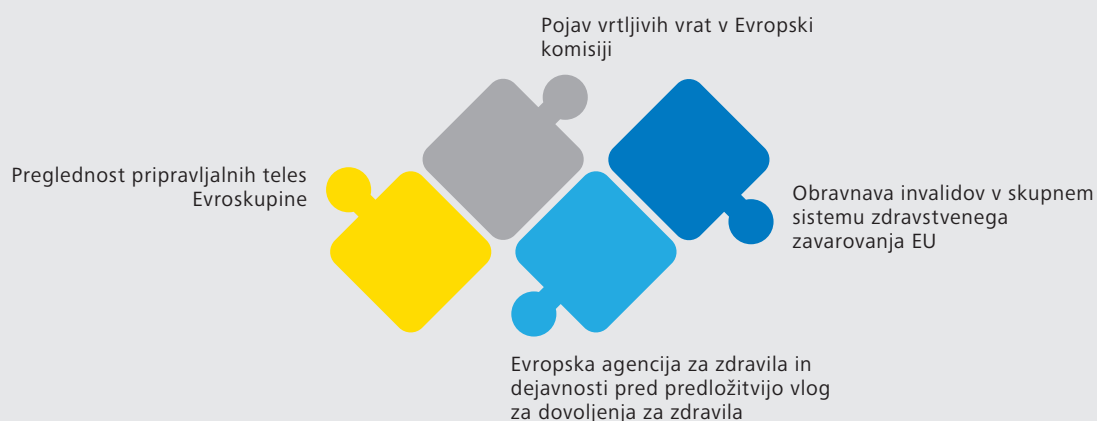 Pojav vrtljivih vrat v Evropski
komisiji
Preglednost pripravljalnih teles
Evroskupine
Obravnava invalidov v skupnem
sistemu zdravstvenega
zavarovanja EU
Evropska agencija za zdravila in
dejavnosti pred predložitvijo vlog
za dovoljenja za zdravila